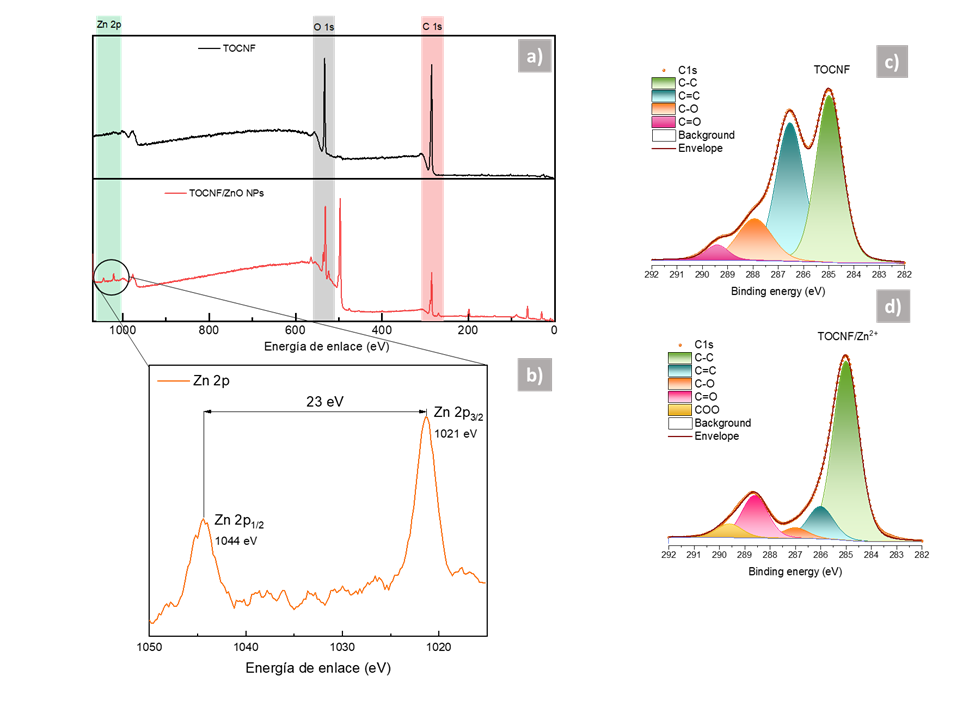 Zn 2p
O 1s
C 1s
TOCNF
a)
TOCNF/ZnO NPs
1000
800
600
400
200
0
Energía de enlace (eV)
b)
Zn 2p
23 eV
Zn 2p3/2
1021 eV
Zn 2p1/2
1044 eV
1050
1040
1030
1020
Energía de enlace (eV)
c)
TOCNF
C1s
C-C
C=C
C-O
C=O
Background
Envelope
292 291 290 289 288 287 286 285 284 283 282
Binding energy (eV)
d)
TOCNF/Zn2+
C1s
C-C
C=C
C-O
C=O
COO
Background
Envelope
292 291 290 289 288 287 286 285 284 283 282
Binding energy (eV)